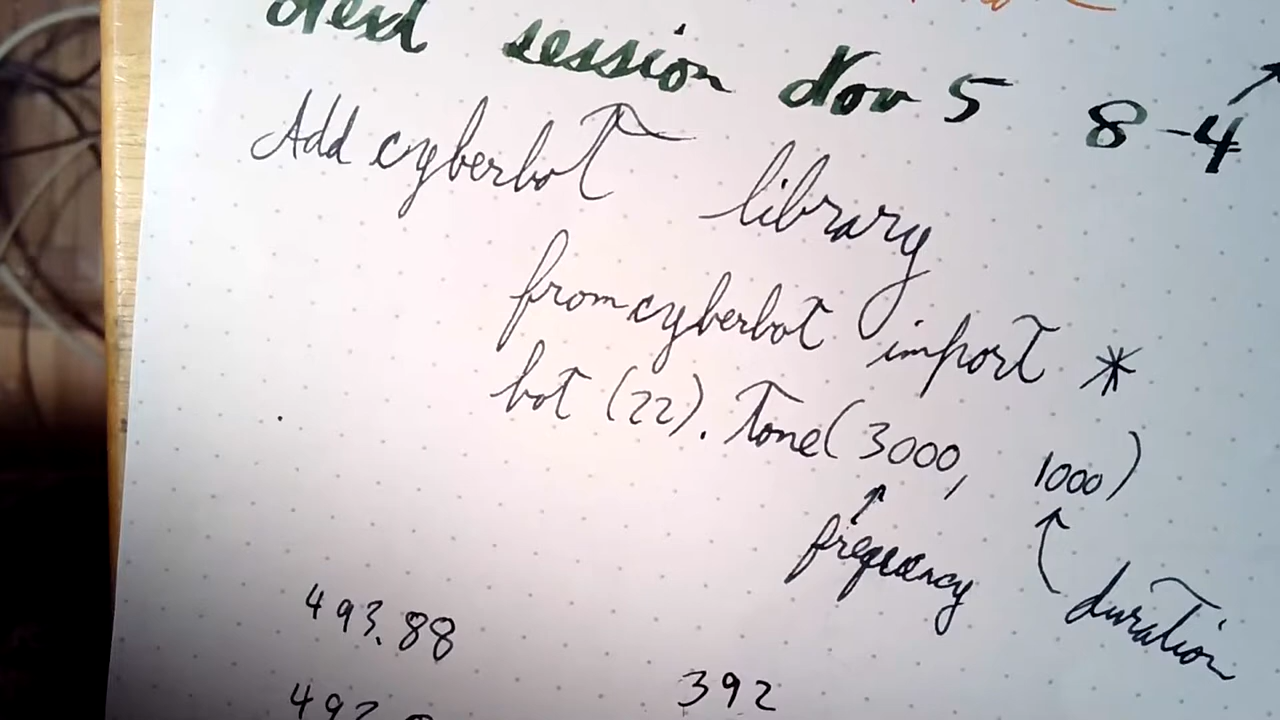 Next session Nov 5 8-4
Add cyberbot library
from cyberbot import *
bot (22). Tone(3000, 1000)
frequency duration
493.88
392